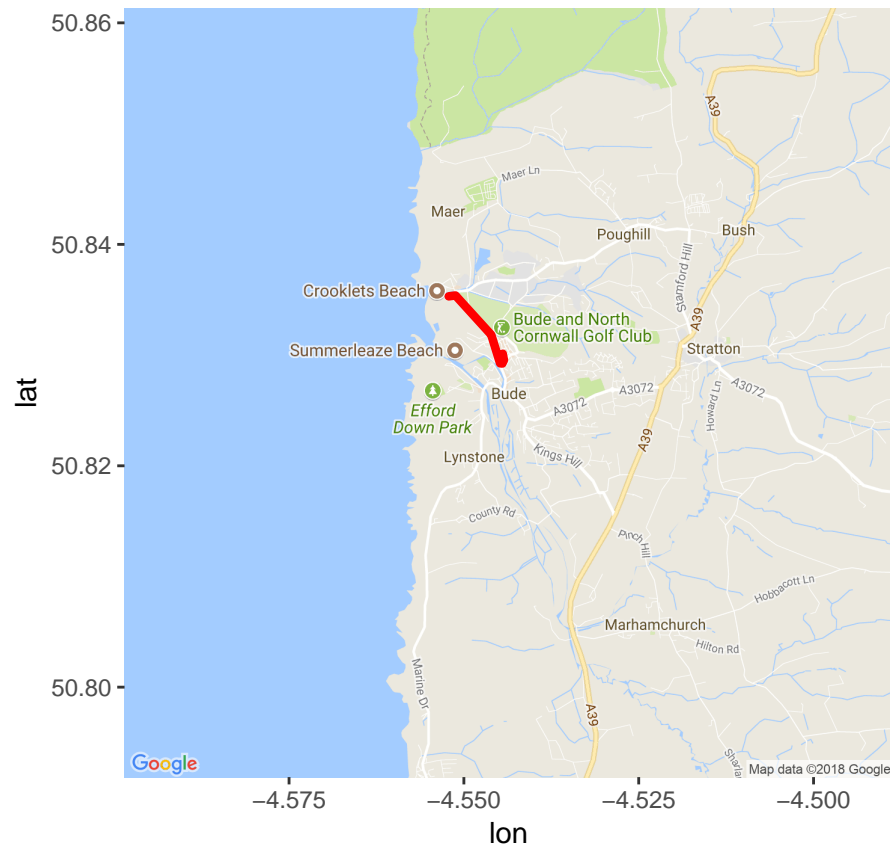 50.86
A39
Maer Ln
Maer
50.84
Poughill
Bush
Stamford Hill
Crooklets Beach
A39
Bude and North
Cornwall Golf Club
Summerleaze Beach
Stratton
lat
Efford
Down Park
Bude
A3072
A3072
A3072
Howard Ln
A39
Lynstone
Kings Hill
50.82
County Rd
Pinch Hill
Hobbacott Ln
Marhamchurch
Hilton Rd
50.80
Marine Dr
A39
Google
Map data ©2018 Google
−4.575
−4.550
−4.525
−4.500
lon